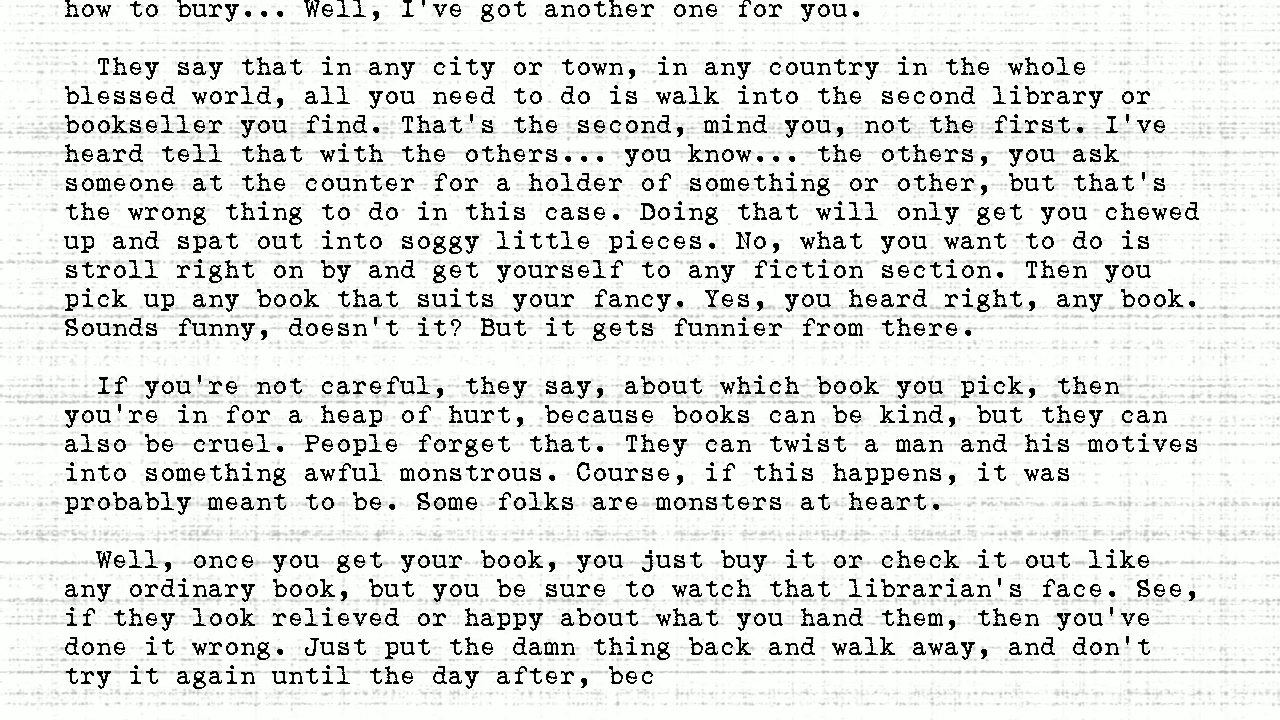 how to bury... Well, I've got another one for you.
They say that in any city or town, in any country in the whole
blessed world, all you need to do is walk into the second library or
bookseller you find. That's the second, mind you, not the first. I've
heard tell that with the others... you know... the others, you ask
someone at the counter for a holder of something or other, but that's
the wrong thing to do in this case. Doing that will only get you chewed
up and spat out into soggy little pieces. No, what you want to do is
stroll right on by and get yourself to any fiction section. Then you
pick up any book that suits your fancy. Yes, you heard right, any book.
Sounds funny, doesn't it? But it gets funnier from there.
If you're not careful, they say, about which book you pick, then
you're in for a heap of hurt, because books can be kind, but they can
also be cruel. People forget that. They can twist a man and his motives
into something awful monstrous. Course, if this happens, it was
probably meant to be. Some folks are monsters at heart.
Well, once you get your book, you just buy it or check it out like
any ordinary book, but you be sure to watch that librarian's face. See,
if they look relieved or happy about what you hand them, then you've
done it wrong. Just put the damn thing back and walk away, and don't
try it again until the day after, bec